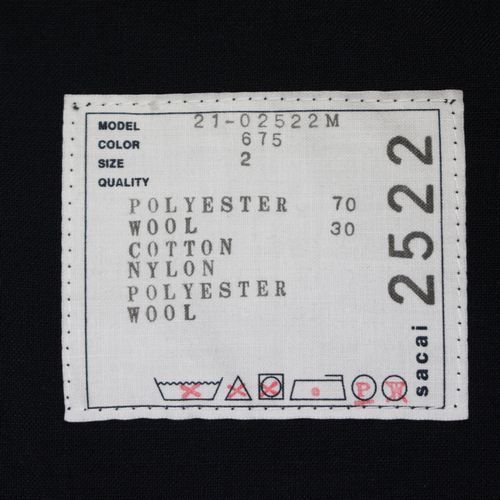 MODEL 21-02522M
COLOR 675
SIZE 2
QUALITY
POLYESTER 70
WOOL 30
COTTON
NYLON
POLYESTER
WOOL
P W
sacai 2522